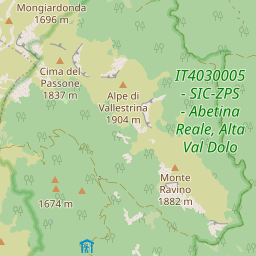 Mongiardonda
1696 m
Cima del
Passone
1837 m
Alpe di
Vallestrina
1904 m
IT4030005
- SIC-ZPS
- Abetina
Reale, Alta
Val Dolo
Monte
Ravino
1882 m
1674 m